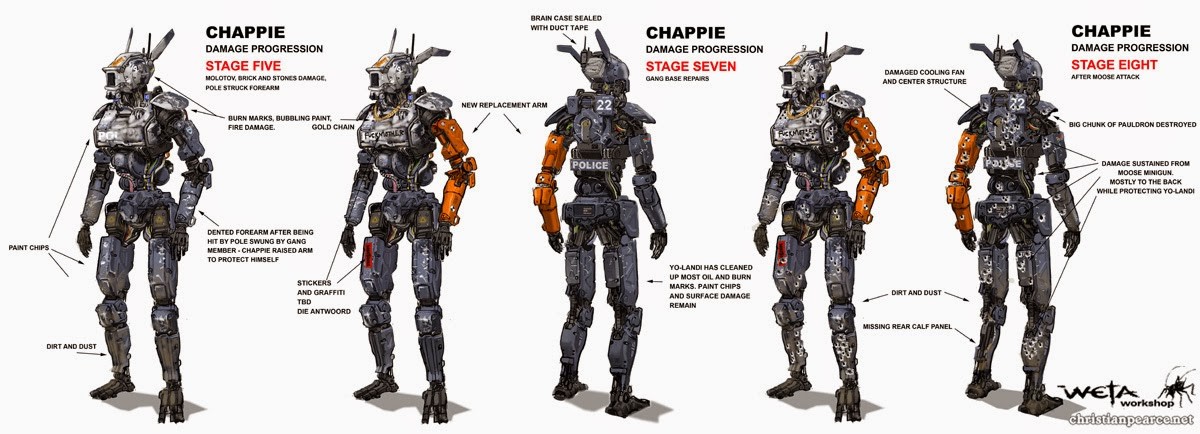 CHAPPIE
DAMAGE PROGRESSION
STAGE FIVE
MOLOTOV, BRICK AND STONES DAMAGE,
POLE STRUCK FOREARM
BURN MARKS, BUBBLING PAINT,
FIRE DAMAGE.
PAINT CHIPS
DENTED FOREARM AFTER BEING
HIT BY POLE SWUNG BY GANG
MEMBER - CHAPPIE RAISED ARM
TO PROTECT HIMSELF
DIRT AND DUST
GOLD CHAIN
STICKERS
AND GRAFFITI
TBD
DIE ANTWOORD
BRAIN CASE SEALED
WITH DUCT TAPE
CHAPPIE
DAMAGE PROGRESSION
STAGE SEVEN
GANG BASE REPAIRS
NEW REPLACEMENT ARM
22
POLICE
YO-LANDI HAS CLEANED
UP MOST OIL AND BURN
MARKS. PAINT CHIPS
AND SURFACE DAMAGE
REMAIN
CHAPPIE
DAMAGE PROGRESSION
STAGE EIGHT
AFTER MOOSE ATTACK
DAMAGED COOLING FAN
AND CENTER STRUCTURE
22
BIG CHUNK OF PAULDRON DESTROYED
POLICE
DAMAGE SUSTAINED FROM
MOOSE MINIGUN.
MOSTLY TO THE BACK
WHILE PROTECTING YO-LANDI
DIRT AND DUST
MISSING REAR CALF PANEL
WETA
workshop
christianpearce.net